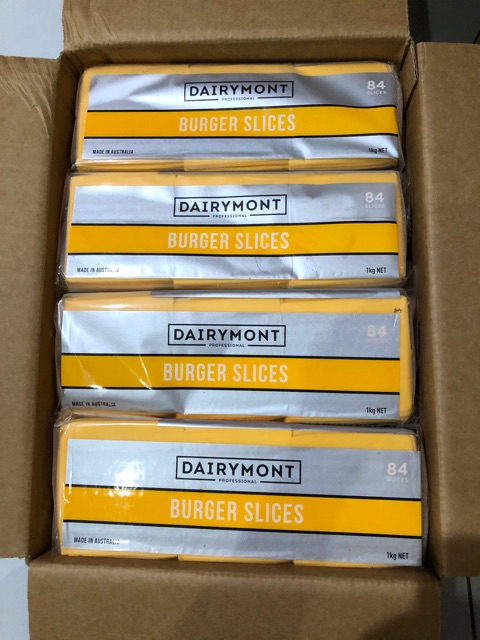 DAIRYMONT
PROFESSIONAL
84
SLICES
BURGER SLICES
MADE IN AUSTRALIA
1kg NET
DAIRYMONT
PROFESSIONAL
84
SLICES
BURGER SLICES
MADE IN AUSTRALIA
1kg NET
DAIRYMONT
PROFESSIONAL
84
BURGER SLICES
MADE IN AUSTRALIA
1kg NET
DAIRYMONT
PROFESSIONAL
84
SLICES
BURGER SLICES
MADE IN AUSTRALIA
1kg NET